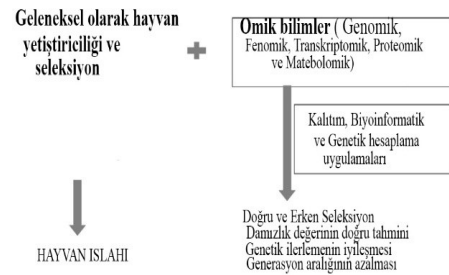 Geleneksel olarak hayvan
yetiştiriciliği ve
seleksiyon
+
Omik bilimler ( Genomik,
Fenomik, Transkriptomik, Proteomik
ve Matebolomik)
Kalıtım, Biyoinformatik
ve Genetik hesaplama
uygulamaları
HAYVAN ISLAHI
Doğru ve Erken Seleksiyon
Damızlık değerinin doğru tahmini
Genetik ilerlemenin iyileşmesi
Generasyon aralığının azalması